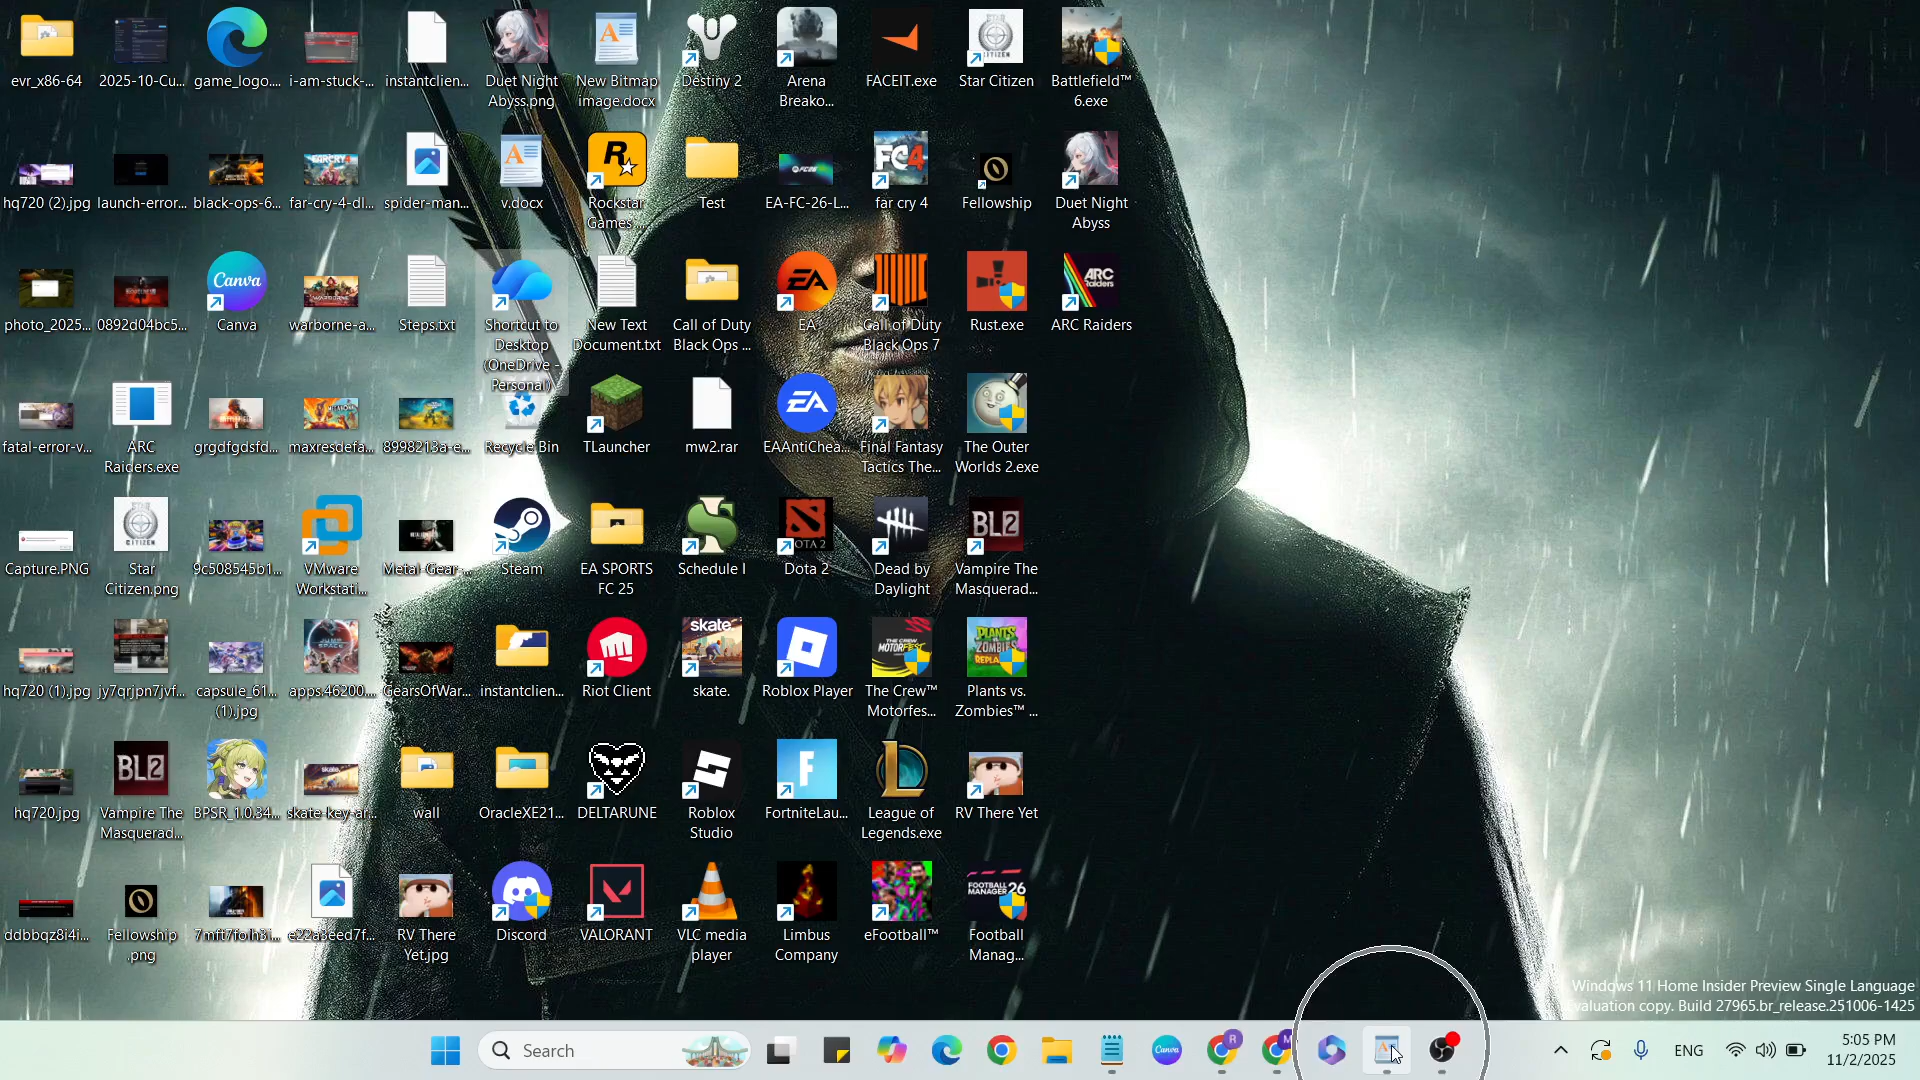 evr_x86-64
2025-10-Cu...
game_logo....
i-am-stuck-...
instantclien...
Duet Night
Abyss.png
New Bitmap
image.docx
Destiny 2
Arena
Breako...
FACEIT.exe
Star Citizen
Battlefield™
6.exe
hq720 (2).jpg
launch-error...
black-ops-6...
far-cry-4-dl...
spider-man...
v.docx
Rockstar
Games ...
Test
EA-FC-26-L...
far cry 4
Fellowship
Duet Night
Abyss
photo_2025...
0892d04bc5...
Canva
warborne-a...
Steps.txt
Shortcut to
Desktop
(OneDrive -
Personal)
New Text
Document.txt
Call of Duty
Black Ops ...
EA
Call of Duty
Black Ops 7
Rust.exe
ARC Raiders
fatal-error-v...
ARC
Raiders.exe
grgdfgdsfd...
maxresdefa...
8998213a-e...
Recycle Bin
TLauncher
mw2.rar
EAAntiChea...
Final Fantasy
Tactics The...
The Outer
Worlds 2.exe
Capture.PNG
Star
Citizen.png
9c508545b1...
VMware
Workstati...
Metal-Gear-...
Steam
EA SPORTS
FC 25
Schedule I
Dota 2
Dead by
Daylight
Vampire The
Masquerad...
hq720 (1).jpg
jy7qrjpn7jvf...
capsule_61...
(1).jpg
apps.46200....
GearsOfWar...
instantclien...
Riot Client
skate.
Roblox Player
The Crew™
Motorfes...
Plants vs.
Zombies™ ...
hq720.jpg
Vampire The
Masquerad...
BPSR_1.0.34...
skate-key-ar...
wall
OracleXE21...
DELTARUNE
Roblox
Studio
FortniteLau...
League of
Legends.exe
RV There Yet
ddbbqz8i4i...
Fellowship
.png
7mft7folh3i...
e22a8eed7f...
RV There
Yet.jpg
Discord
VALORANT
VLC media
player
Limbus
Company
eFootball™
Football
Manag...
Windows 11 Home Insider Preview Single Language
Evaluation copy. Build 27965.br_release.251006-1425
Search
ENG
5:05 PM
11/2/2025